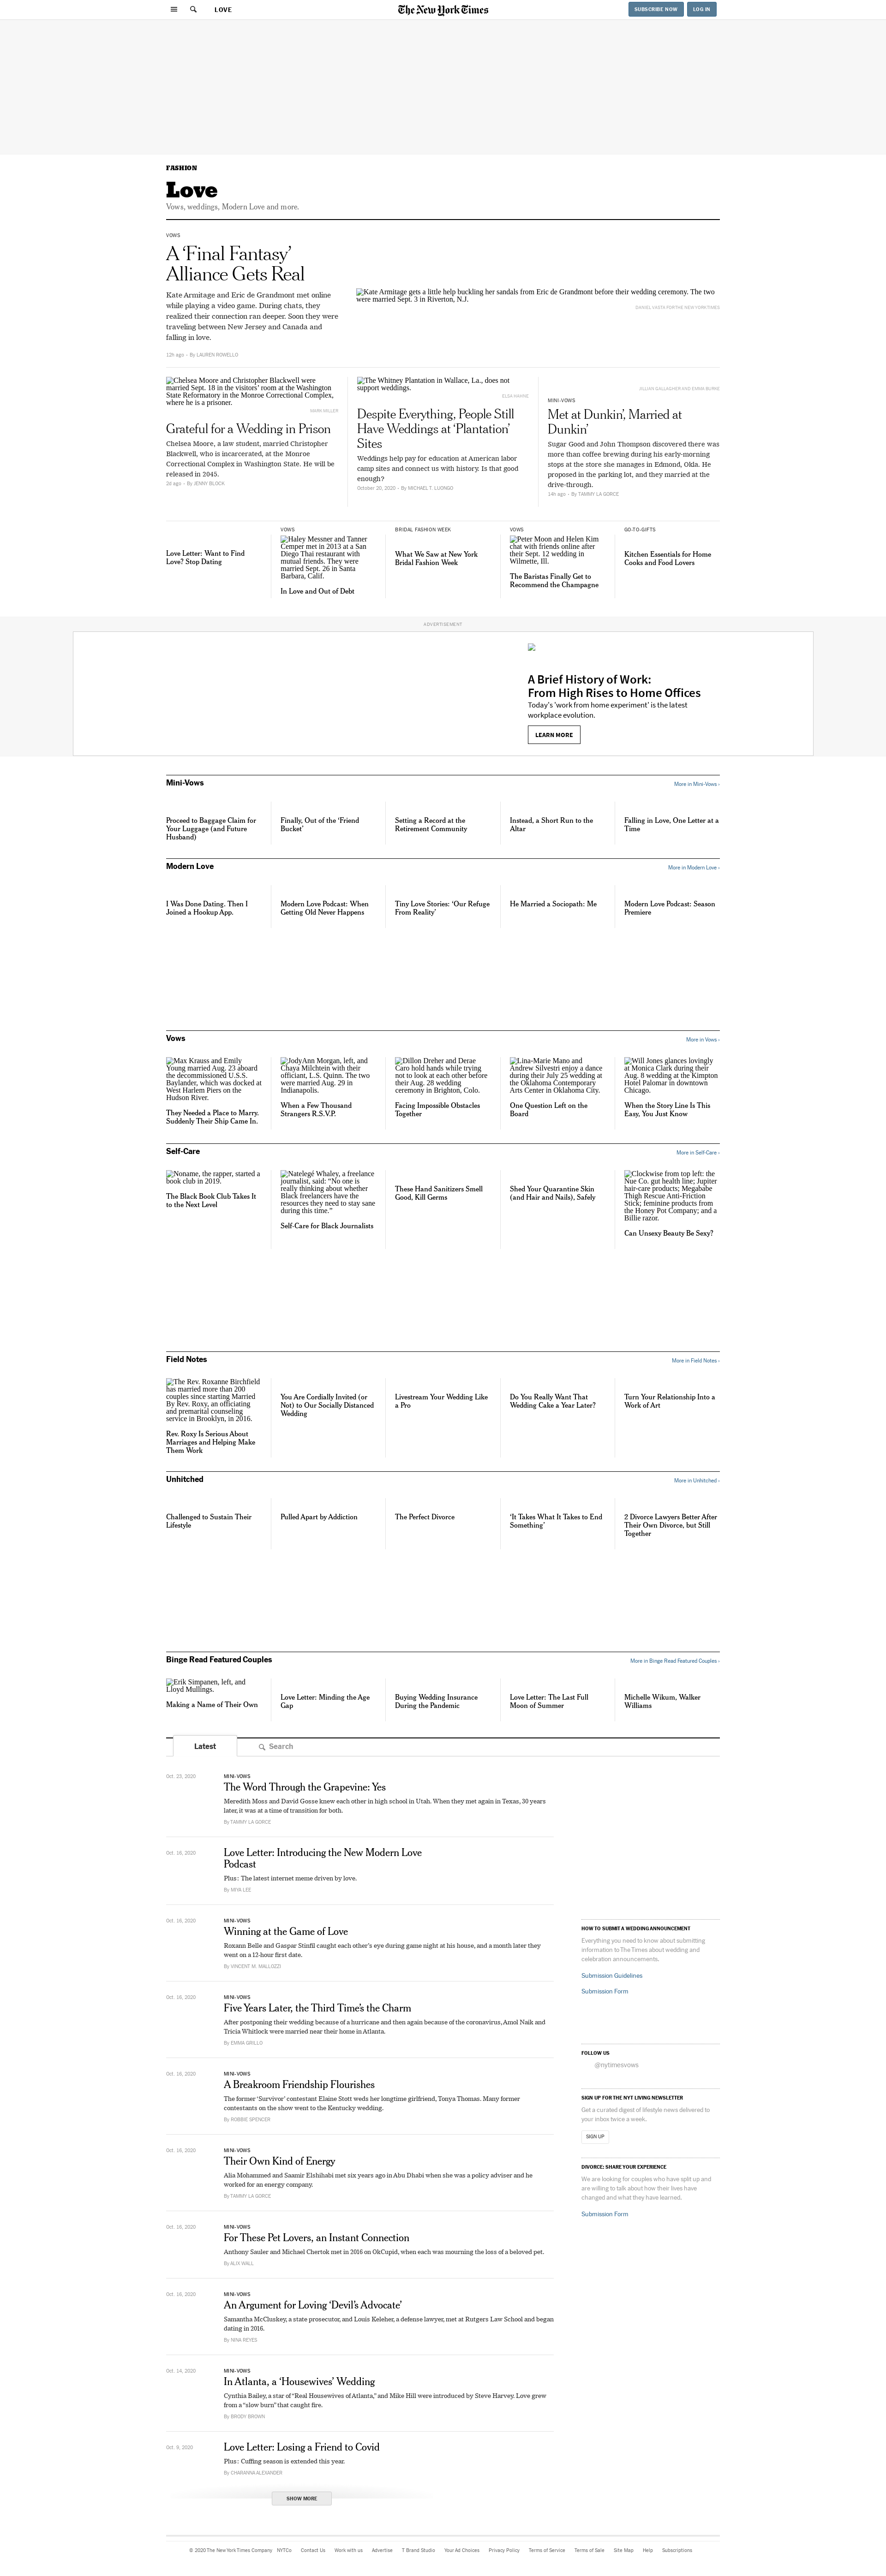 LOVE
The New York Times
SUBSCRIBE NOW
LOG IN
FASHION
Love
Vows, weddings, Modern Love and more.
VOWS
A ‘Final Fantasy’
Alliance Gets Real
Kate Armitage and Eric de Grandmont met online
while playing a video game. During chats, they
realized their connection ran deeper. Soon they were
traveling between New Jersey and Canada and
falling in love.
12h ago - By LAUREN ROWELLO
Kate Armitage gets a little help buckling her sandals from Eric de Grandmont before their wedding ceremony. The two
were married Sept. 3 in Riverton, N.J.
Chelsea Moore and Christopher Blackwell were
married Sept. 18 in the visitors’ room at the Washington
State Reformatory in the Monroe Correctional Complex,
where he is a prisoner.
Grateful for a Wedding in Prison
Chelsea Moore, a law student, married Christopher
Blackwell, who is incarcerated, at the Monroe
Correctional Complex in Washington State. He will be
released in 2045.
2d ago - By JENNY BLOCK
The Whitney Plantation in Wallace, La., does not
support weddings.
Despite Everything, People Still
Have Weddings at ‘Plantation’
Sites
Weddings help pay for education at American labor
camp sites and connect us with history. Is that good
enough?
October 20, 2020 - By MICHAEL T. LUONGO
JILLIAN GALLAGHER AND EMMA BURKE
MINI-VOWS
Met at Dunkin’, Married at
Dunkin’
Sugar Good and John Thompson discovered there was
more than coffee brewing during his early-morning
stops at the store she manages in Edmond, Okla. He
proposed in the parking lot, and they married at the
drive-through.
14h ago - By TAMMY LA GORCE
Love Letter: Want to Find
Love? Stop Dating
VOWS
Haley Messner and Tanner
Cemper met in 2013 at a San
Diego Thai restaurant with
mutual friends. They were
married Sept. 26 in Santa
Barbara, Calif.
In Love and Out of Debt
BRIDAL FASHION WEEK
What We Saw at New York
Bridal Fashion Week
VOWS
Peter Moon and Helen Kim
chat with friends online after
their Sept. 12 wedding in
Wilmette, Ill.
The Baristas Finally Get to
Recommend the Champagne
GO-TO-GIFTS
Kitchen Essentials for Home
Cooks and Food Lovers
ADVERTISEMENT
A Brief History of Work:
From High Rises to Home Offices
Today's 'work from home experiment' is the latest
workplace evolution.
LEARN MORE
Mini-Vows
More in Mini-Vows ›
Proceed to Baggage Claim for
Your Luggage (and Future
Husband)
Finally, Out of the ‘Friend
Bucket’
Setting a Record at the
Retirement Community
Instead, a Short Run to the
Altar
Falling in Love, One Letter at a
Time
Modern Love
More in Modern Love ›
I Was Done Dating. Then I
Joined a Hookup App.
Modern Love Podcast: When
Getting Old Never Happens
Tiny Love Stories: ‘Our Refuge
From Reality’
He Married a Sociopath: Me
Modern Love Podcast: Season
Premiere
Vows
More in Vows ›
Max Krauss and Emily
Young married Aug. 23 aboard
the decommissioned U.S.S.
Baylander, which was docked at
West Harlem Piers on the
Hudson River.
They Needed a Place to Marry.
Suddenly Their Ship Came In.
JodyAnn Morgan, left, and
Chaya Milchtein with their
officiant, L.S. Quinn. The two
were married Aug. 29 in
Indianapolis.
When a Few Thousand
Strangers R.S.V.P.
Dillon Dreher and Derae
Caro hold hands while trying
not to look at each other before
their Aug. 28 wedding
ceremony in Brighton, Colo.
Facing Impossible Obstacles
Together
Lina-Marie Mano and
Andrew Silvestri enjoy a dance
during their July 25 wedding at
the Oklahoma Contemporary
Arts Center in Oklahoma City.
One Question Left on the
Board
Will Jones glances lovingly
at Monica Clark during their
Aug. 8 wedding at the Kimpton
Hotel Palomar in downtown
Chicago.
When the Story Line Is This
Easy, You Just Know
Self-Care
More in Self-Care ›
Noname, the rapper, started a
book club in 2019.
The Black Book Club Takes It
to the Next Level
Natelegé Whaley, a freelance
journalist, said: “No one is
really thinking about whether
Black freelancers have the
resources they need to stay sane
during this time.”
Self-Care for Black Journalists
These Hand Sanitizers Smell
Good, Kill Germs
Shed Your Quarantine Skin
(and Hair and Nails), Safely
Clockwise from top left: the
Nue Co. gut health line; Jupiter
hair-care products; Megababe
Thigh Rescue Anti-Friction
Stick; feminine products from
the Honey Pot Company; and a
Billie razor.
Can Unsexy Beauty Be Sexy?
Field Notes
More in Field Notes ›
The Rev. Roxanne Birchfield
has married more than 200
couples since starting Married
By Rev. Roxy, an officiating
and premarital counseling
service in Brooklyn, in 2016.
Rev. Roxy Is Serious About
Marriages and Helping Make
Them Work
You Are Cordially Invited (or
Not) to Our Socially Distanced
Wedding
Livestream Your Wedding Like
a Pro
Do You Really Want That
Wedding Cake a Year Later?
Turn Your Relationship Into a
Work of Art
Unhitched
More in Unhitched ›
Challenged to Sustain Their
Lifestyle
Pulled Apart by Addiction
The Perfect Divorce
‘It Takes What It Takes to End
Something’
2 Divorce Lawyers Better After
Their Own Divorce, but Still
Together
Binge Read Featured Couples
More in Binge Read Featured Couples ›
Erik Simpanen, left, and
Lloyd Mullings.
Making a Name of Their Own
Love Letter: Minding the Age
Gap
Buying Wedding Insurance
During the Pandemic
Love Letter: The Last Full
Moon of Summer
Michelle Wikum, Walker
Williams
Latest
Search
Oct. 23, 2020
MINI-VOWS
The Word Through the Grapevine: Yes
Meredith Moss and David Goose knew each other in high school in Utah. When they met again in Texas, 30 years
later, it was at a time of transition for both.
By TAMMY LA GORCE
Oct. 16, 2020
Love Letter: Introducing the New Modern Love
Podcast
Plus: The latest internet meme driven by love.
By MIYA LEE
Oct. 16, 2020
MINI-VOWS
Winning at the Game of Love
Roxann Belle and Gaspar Stinfil caught each other’s eye during game night at his house, and a month later they
went on a 12-hour first date.
By VINCENT M. MALLOZZI
Oct. 16, 2020
MINI-VOWS
Five Years Later, the Third Time’s the Charm
After postponing their wedding because of a hurricane and then again because of the coronavirus, Amol Naik and
Tricia Whitlock were married near their home in Atlanta.
By EMMA GRILLO
Oct. 16, 2020
MINI-VOWS
A Breakroom Friendship Flourishes
The former ‘Survivor’ contestant Elaine Stott weds her longtime girlfriend, Tonya Thomas. Many former
contestants on the show went to the Kentucky wedding.
By ROBBIE SPENCER
Oct. 16, 2020
MINI-VOWS
Their Own Kind of Energy
Alia Mohammed and Saamir Elshihabi met six years ago in Abu Dhabi when she was a policy adviser and he
worked for an energy company.
By TAMMY LA GORCE
Oct. 16, 2020
MINI-VOWS
For These Pet Lovers, an Instant Connection
Anthony Sauler and Michael Chertok met in 2016 on OkCupid, when each was mourning the loss of a beloved pet.
By ALIX WALL
Oct. 16, 2020
MINI-VOWS
An Argument for Loving ‘Devil’s Advocate’
Samantha McCluskey, a state prosecutor, and Louis Keleher, a defense lawyer, met at Rutgers Law School and began
dating in 2016.
By NINA REYES
Oct. 14, 2020
MINI-VOWS
In Atlanta, a ‘Housewives’ Wedding
Cynthia Bailey, a star of “Real Housewives of Atlanta,” and Mike Hill were introduced by Steve Harvey. Love grew
from a “slow burn” that caught fire.
By BRODY BROWN
Oct. 9, 2020
Love Letter: Losing a Friend to Covid
Plus: Cuffing season is extended this year.
By CHARANNA ALEXANDER
SHOW MORE
HOW TO SUBMIT A WEDDING ANNOUNCEMENT
Everything you need to know about submitting
information to The Times about wedding and
celebration announcements.
Submission Guidelines
Submission Form
FOLLOW US
@nytimesvows
SIGN UP FOR THE NYT LIVING NEWSLETTER
Get a curated digest of lifestyle news delivered to
your inbox twice a week.
SIGN UP
DIVORCE: SHARE YOUR EXPERIENCE
We are looking for couples who have split up and
are willing to talk about how their lives have
changed and what they have learned.
Submission Form
© 2020 The New York Times Company
NYTCo
Contact Us
Work with us
Advertise
T Brand Studio
Your Ad Choices
Privacy Policy
Terms of Service
Terms of Sale
Site Map
Help
Subscriptions